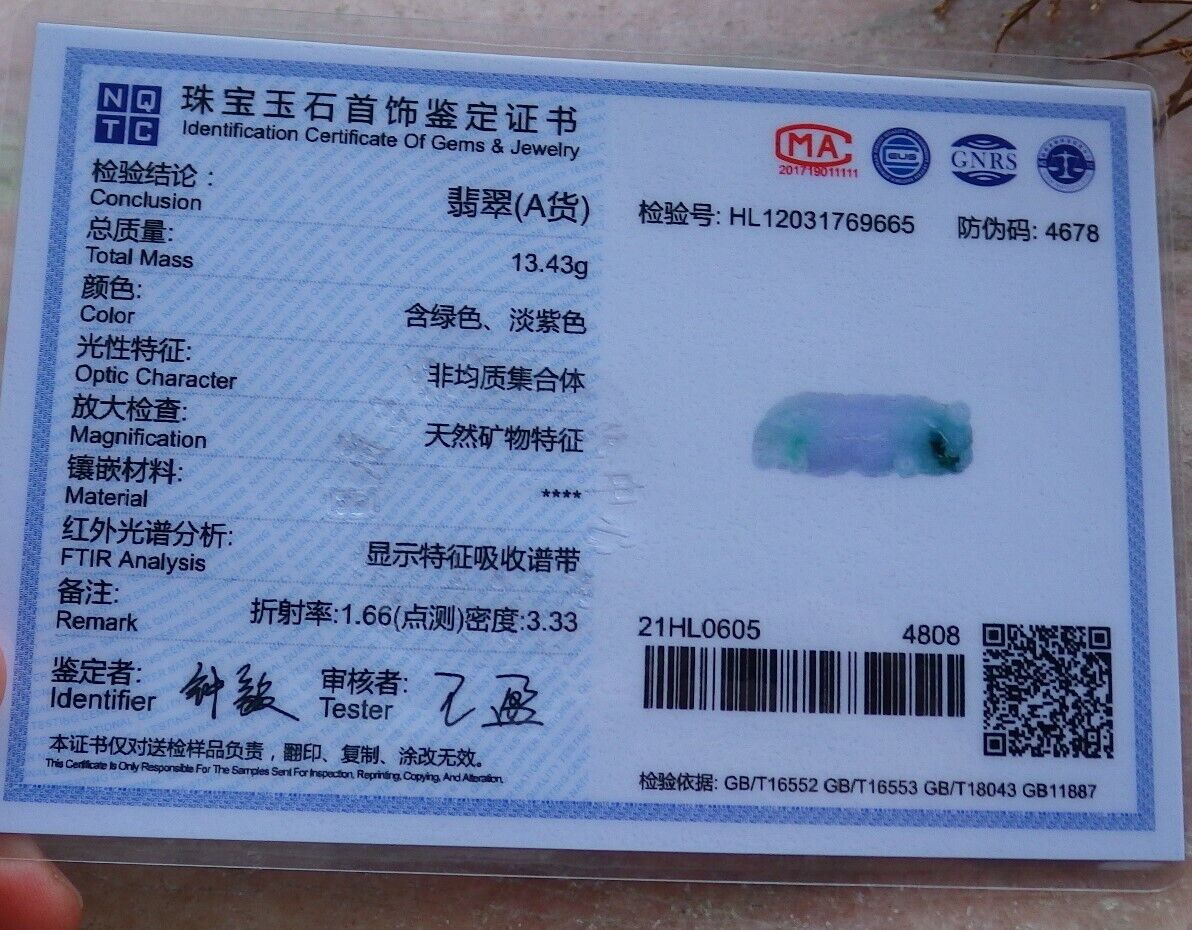 NQTC
珠宝玉石首饰鉴定证书
Identification Certificate Of Gems & Jewelry
检验结论：
Conclusion
翡翠(A货)
总质量:
Total Mass
13.43g
颜色:
Color
含绿色、淡紫色
光性特征:
Optic Character
非均质集合体
放大检查:
Magnification
天然矿物特征
镶嵌材料:
Material
****
红外光谱分析:
FTIR Analysis
显示特征吸收谱带
备注:
Remark
折射率:1.66(点测)密度:3.33
鉴定者:
Identifier
审核者:
Tester
本证书仅对送检样品负责，翻印、复制、涂改无效。
This Certificate Is Only Responsible For The Samples Sent For Inspection, Reprinting, Copying, And Alteration.
MA
201719011111
GNRS
检验号: HL12031769665
防伪码: 4678
21HL0605
4808
检验依据: GB/T16552 GB/T16553 GB/T18043 GB11887